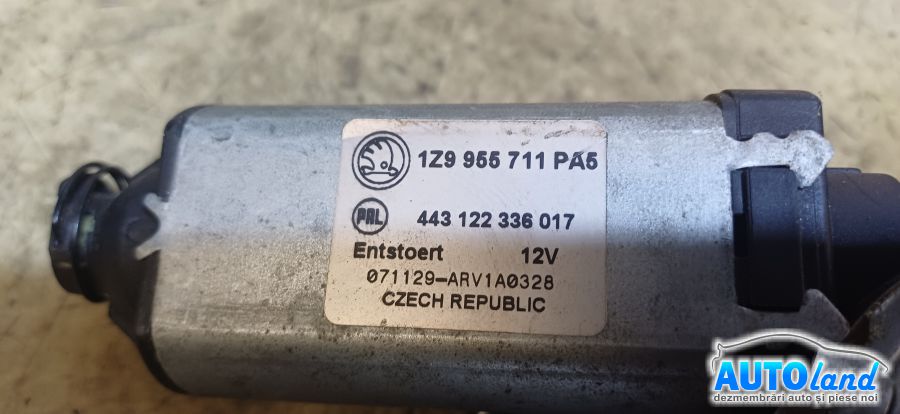 1Z9 955 711 PA5
PAL
443 122 336 017
Entstoert 12V
071129-ARV1A0328
CZECH REPUBLIC
AUTOland
dezmembrări auto și piese noi